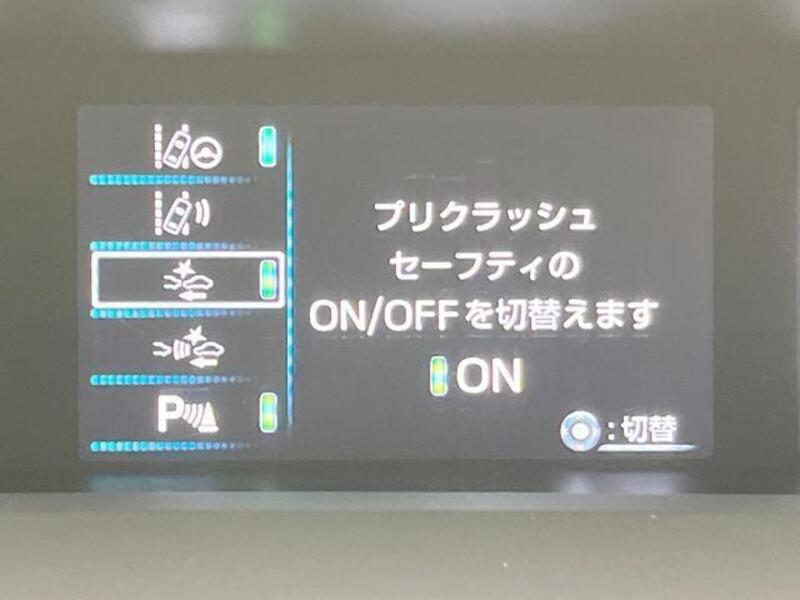 プリクラッシュ
セーフティの
ON/OFFを切替えます
ON
P
:切替